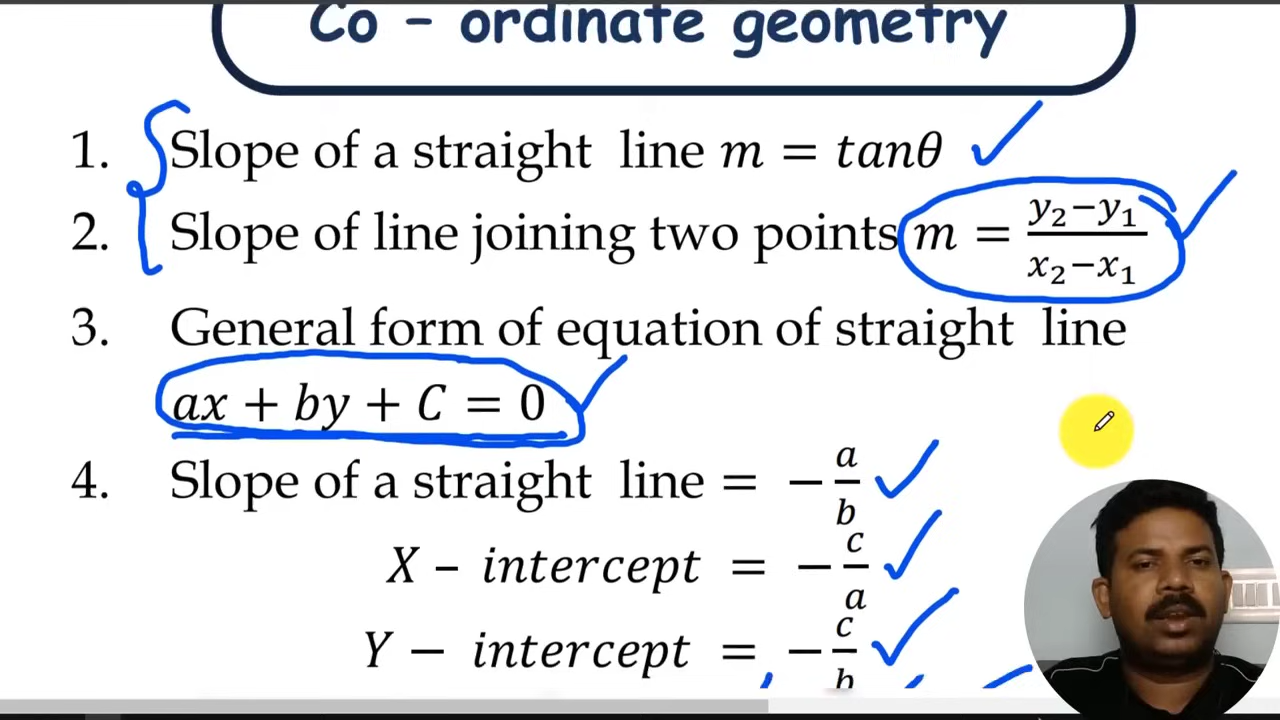 Co - ordinate geometry
1. Slope of a straight line m = tanθ
2. Slope of line joining two points m = y₂−y₁ / x₂−x₁
3. General form of equation of straight line
ax + by + C = 0
4. Slope of a straight line = − a/b
X − intercept = − c/a
Y − intercept = − c/b